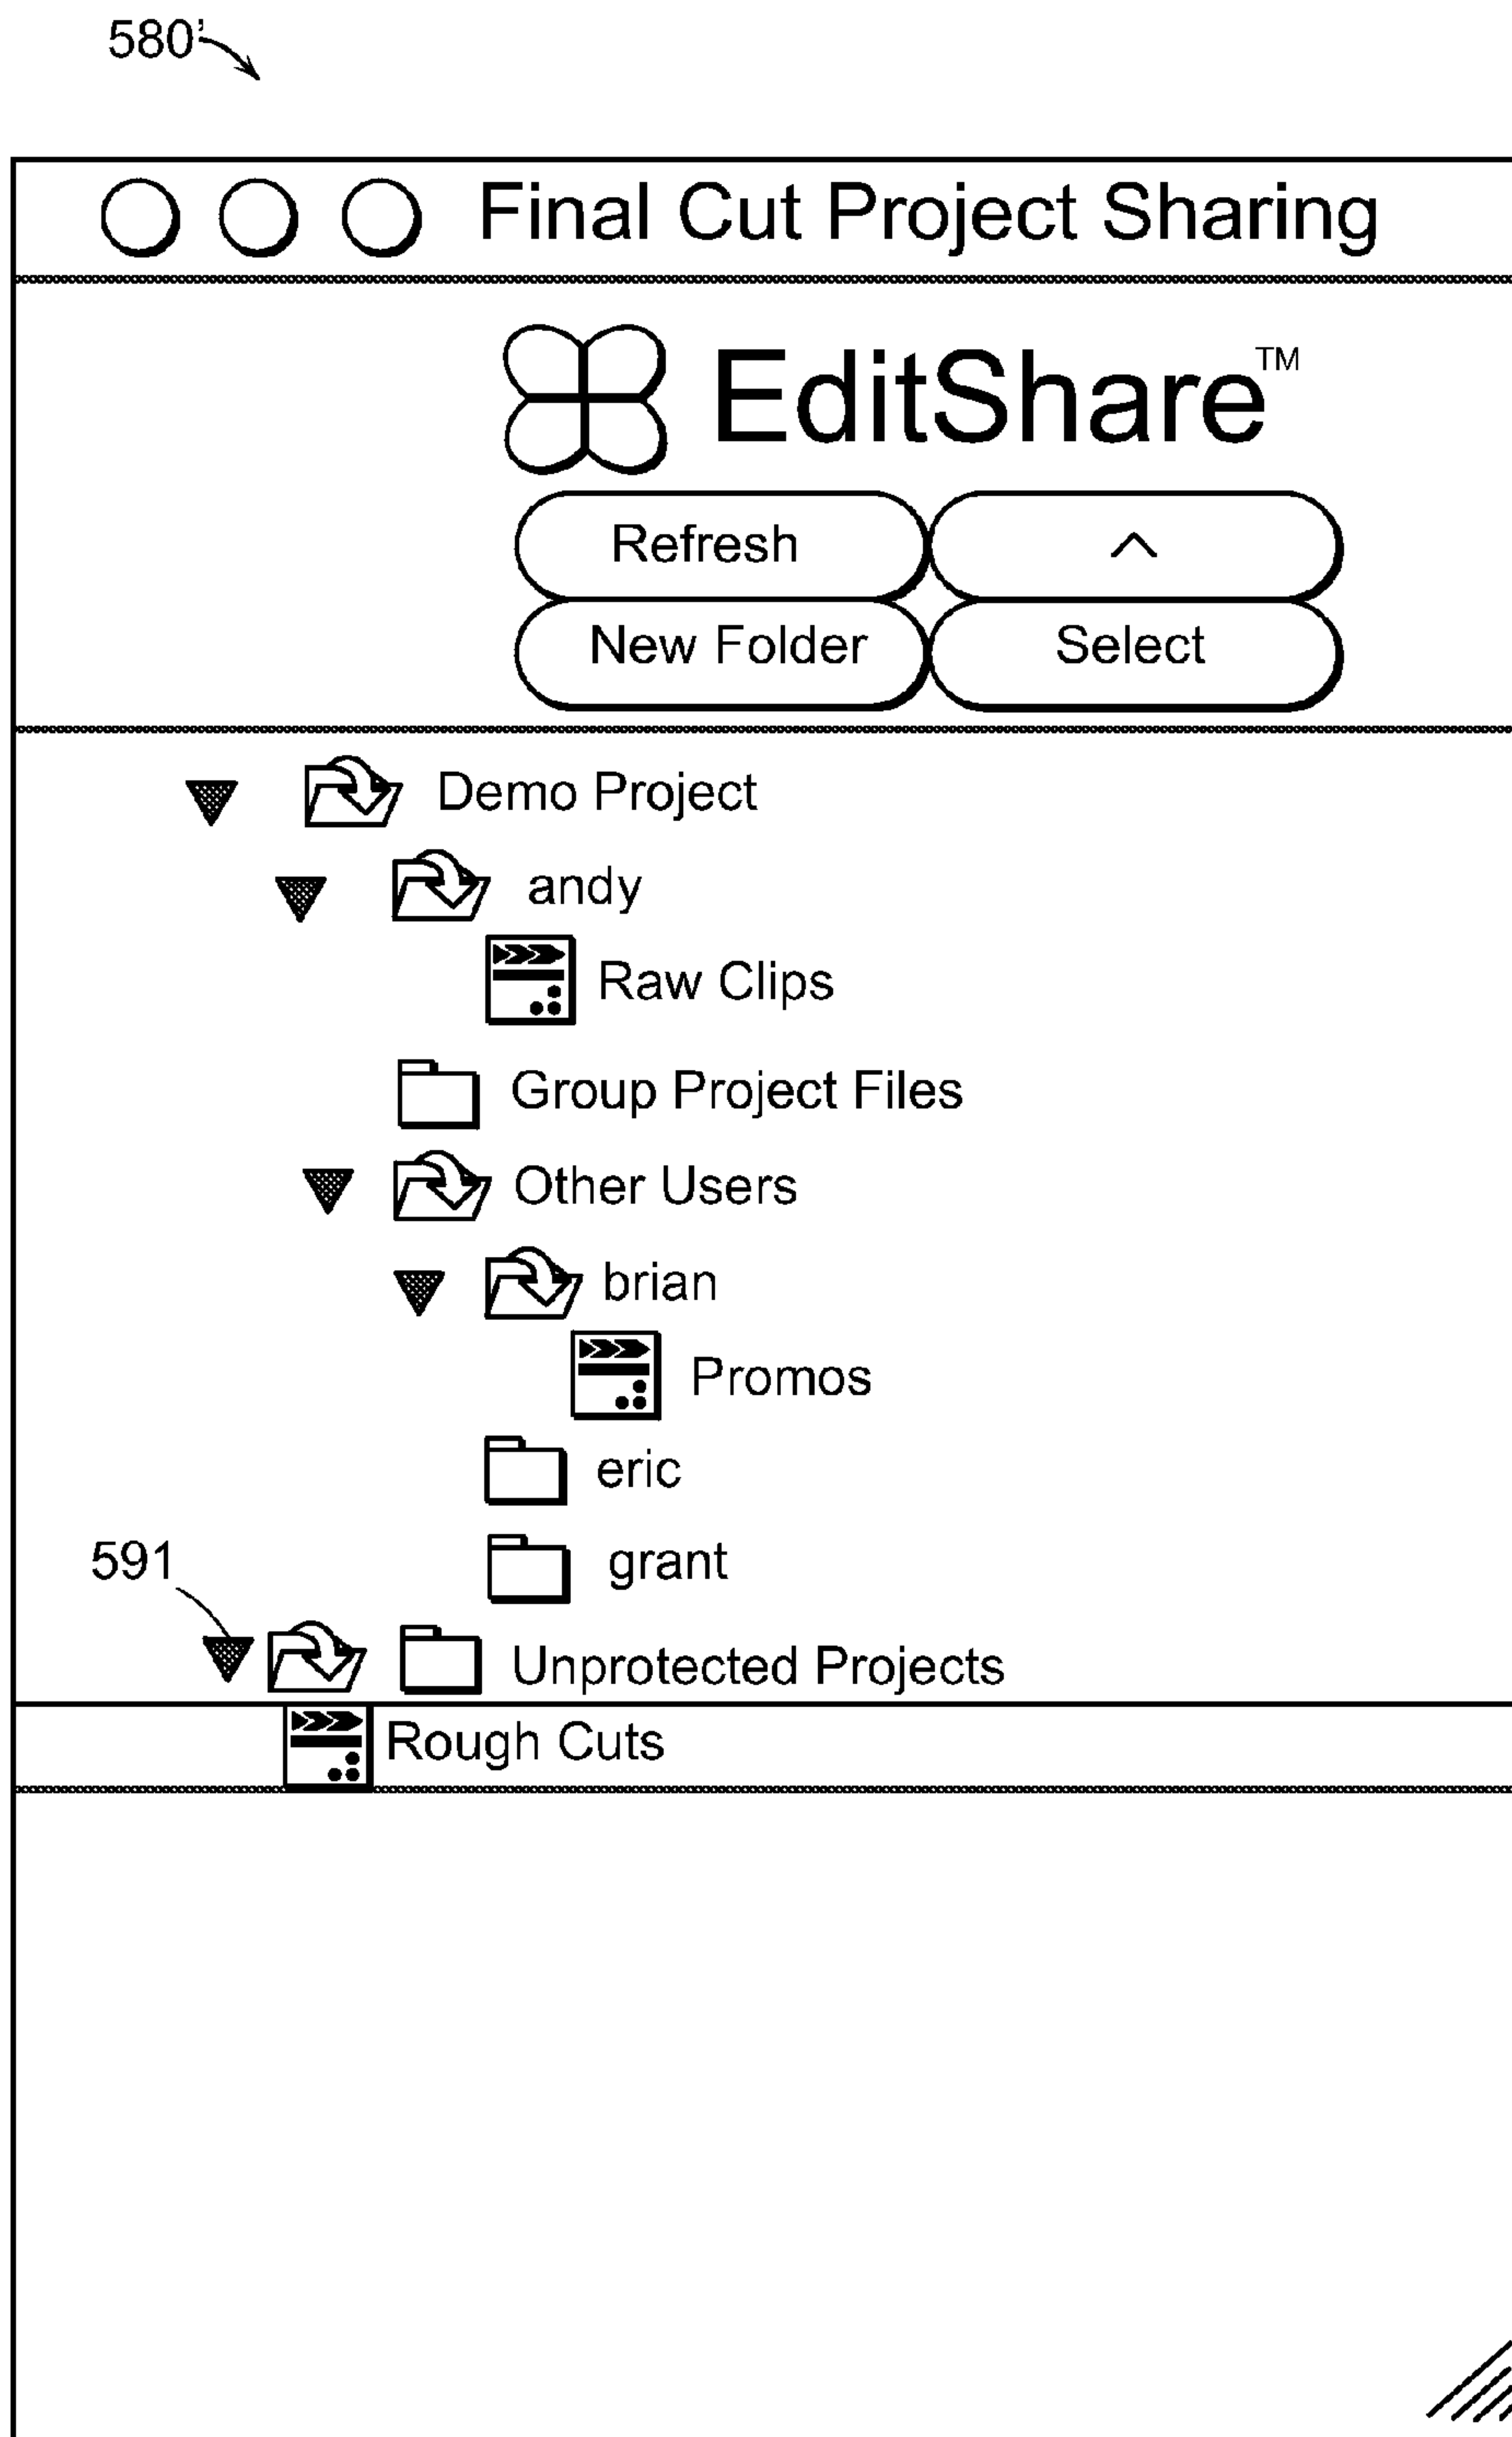 580'
Final Cut Project Sharing
EditShare™
Refresh ^
New Folder Select
Demo Project
andy
Raw Clips
Group Project Files
Other Users
brian
Promos
eric
grant
591
Unprotected Projects
Rough Cuts